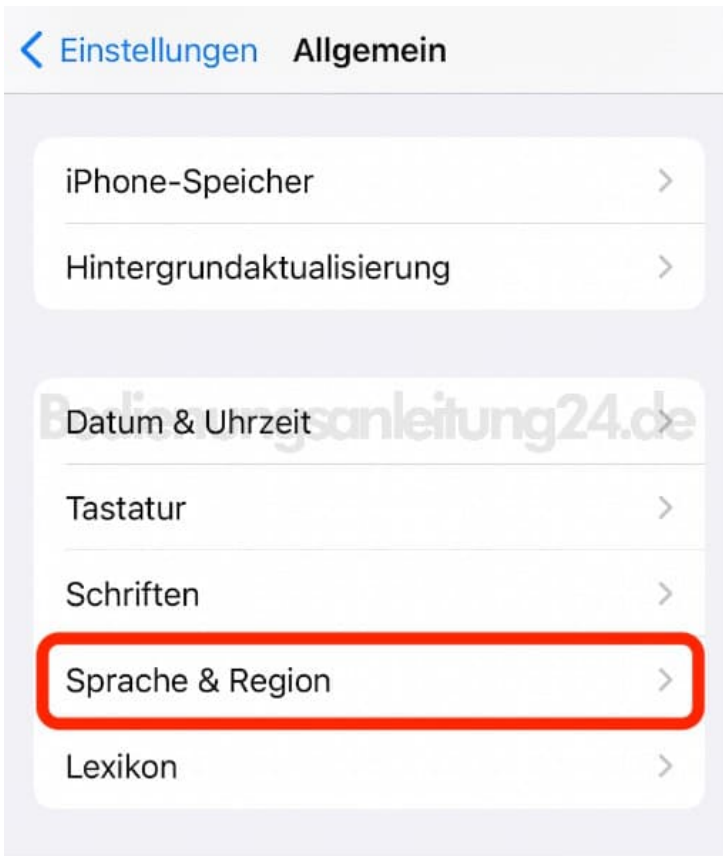 Einstellungen Allgemein
iPhone-Speicher
Hintergrundaktualisierung
Bedienungsanleitung24.de
Datum & Uhrzeit
Tastatur
Schriften
Sprache & Region
Lexikon